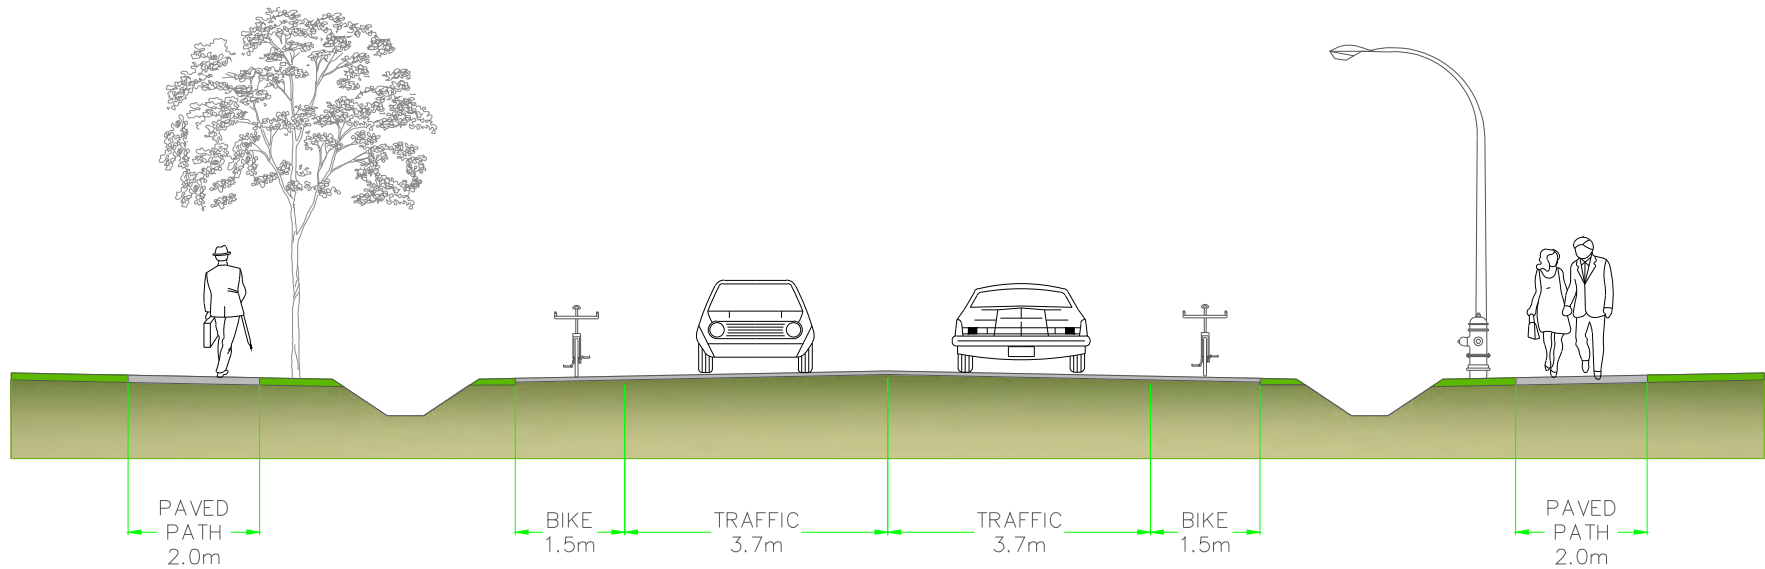 PAVED
PATH
2.0m
BIKE
1.5m
TRAFFIC
3.7m
TRAFFIC
3.7m
BIKE
1.5m
PAVED
PATH
2.0m